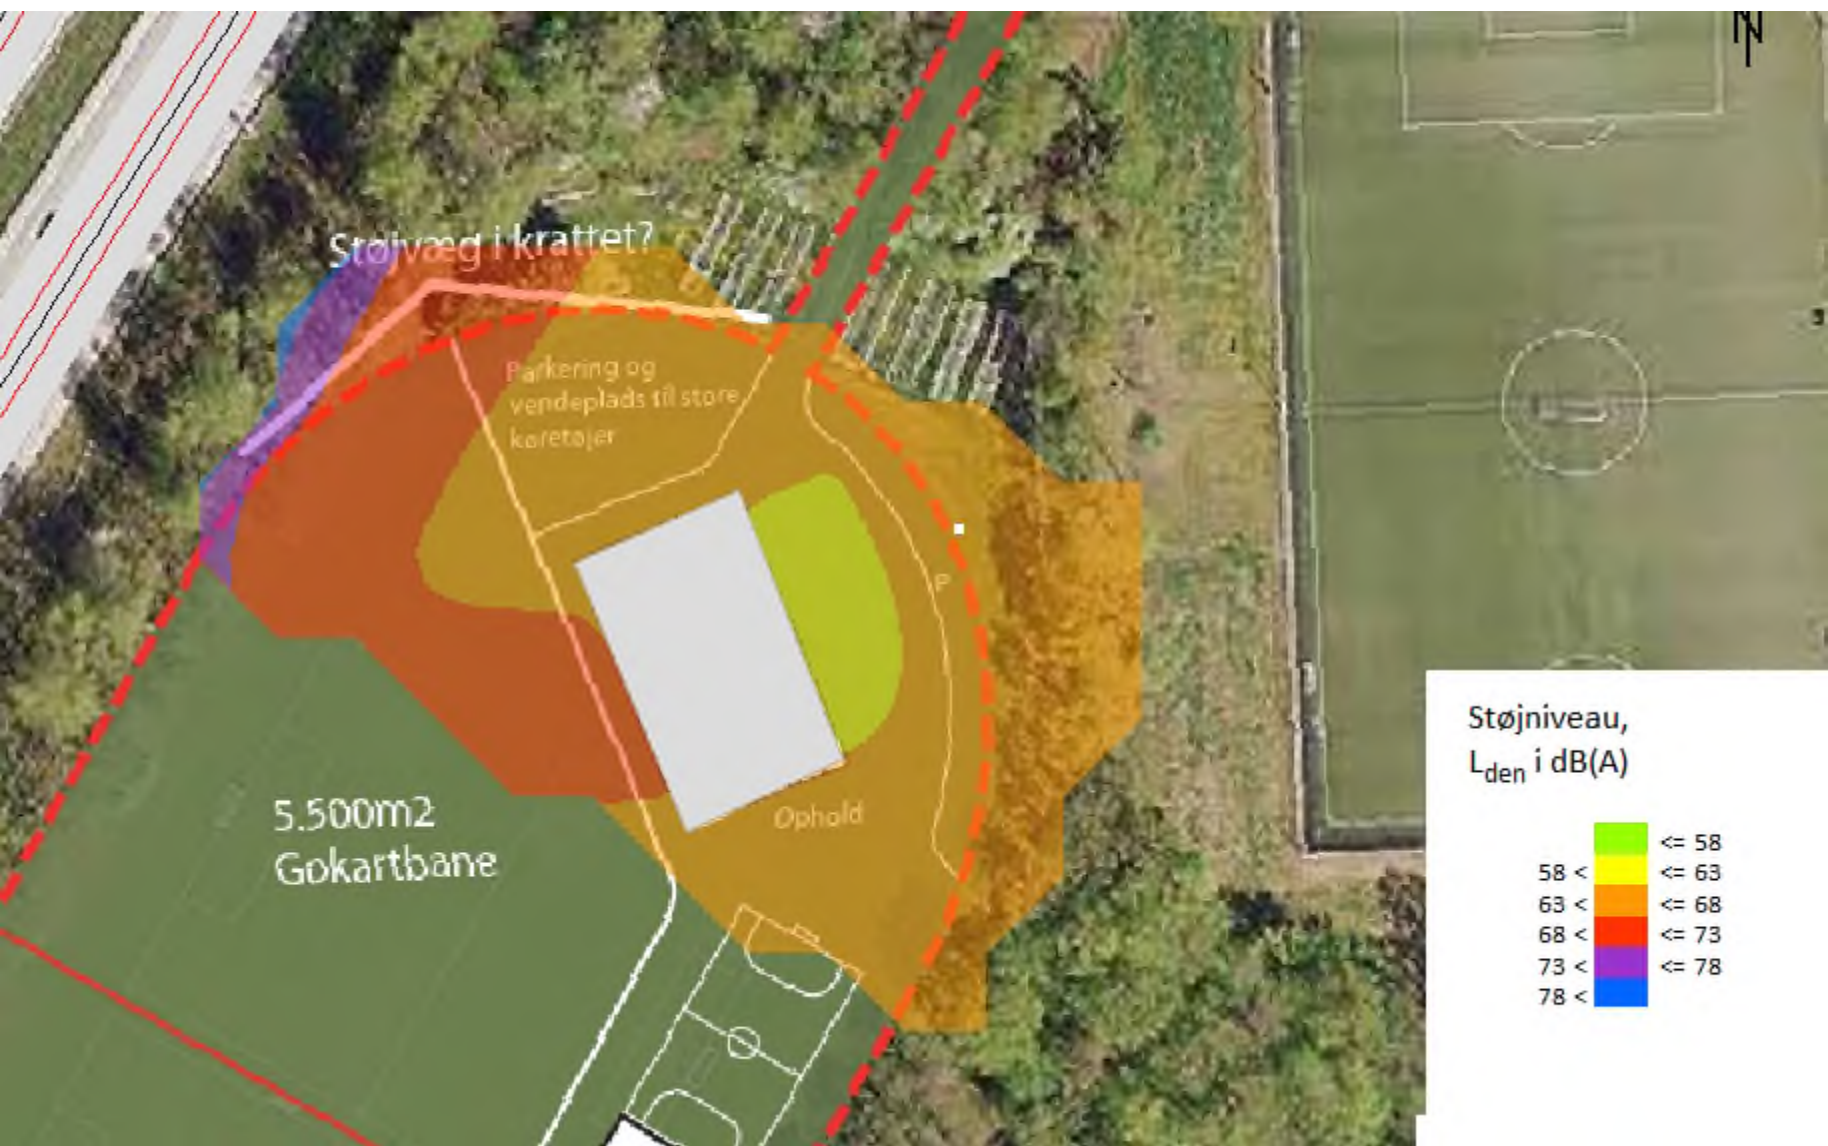 N
Støjvæg i krattet?
Parkering og
vendeplads til store
køretøjer
P
Ophold
5.500m2
Gokartbane
Støjniveau,
Lden i dB(A)
<= 58
58 < <= 63
63 < <= 68
68 < <= 73
73 < <= 78
78 <